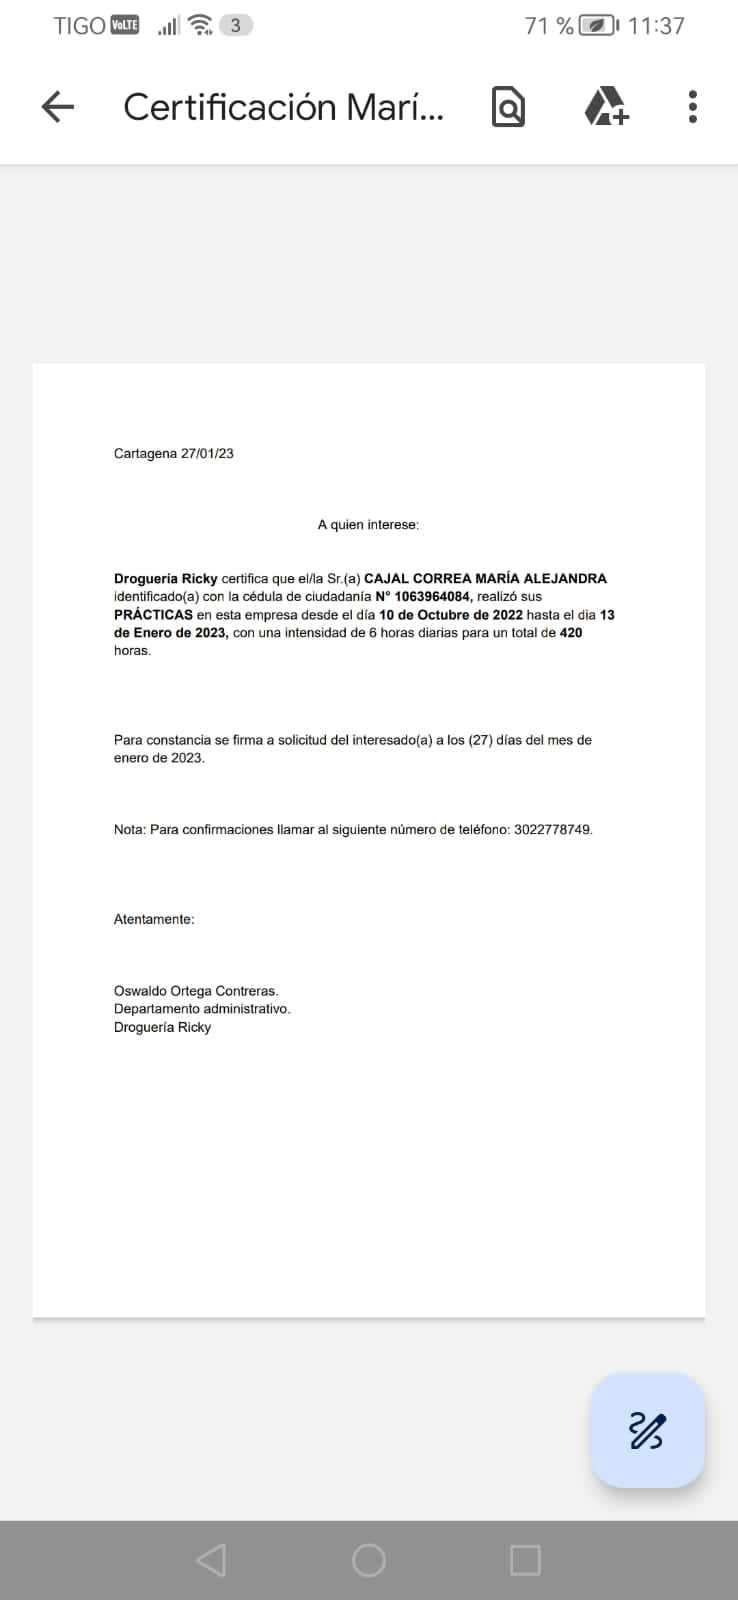 TIGO VoLTE 3 71 % 11:37
Certificación Marí...
Cartagena 27/01/23
A quien interese:
Droguería Ricky certifica que el/la Sr.(a) CAJAL CORREA MARÍA ALEJANDRA
identificado(a) con la cédula de ciudadanía N° 1063964084, realizó sus
PRÁCTICAS en esta empresa desde el día 10 de Octubre de 2022 hasta el dia 13
de Enero de 2023, con una intensidad de 6 horas diarias para un total de 420
horas.
Para constancia se firma a solicitud del interesado(a) a los (27) días del mes de
enero de 2023.
Nota: Para confirmaciones llamar al siguiente número de teléfono: 3022778749.
Atentamente:
Oswaldo Ortega Contreras.
Departamento administrativo.
Droguería Ricky